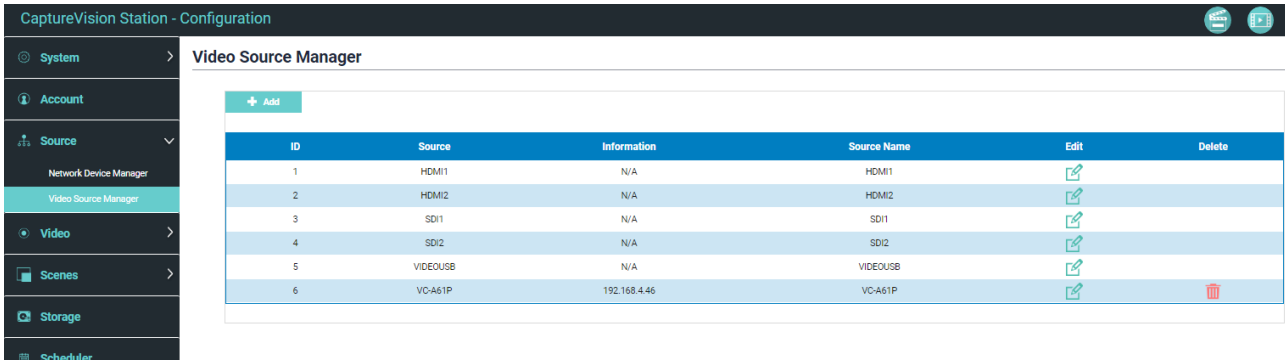 CaptureVision Station - Configuration
System
Account
Source
Network Device Manager
Video Source Manager
Video
Scenes
Storage
Scheduler
Video Source Manager
Add
ID Source Information Source Name Edit Delete
1 HDMI1 N/A HDMI1
2 HDMI2 N/A HDMI2
3 SDI1 N/A SDI1
4 SDI2 N/A SDI2
5 VIDEOUSB N/A VIDEOUSB
6 VC-A61P 192.168.4.46 VC-A61P